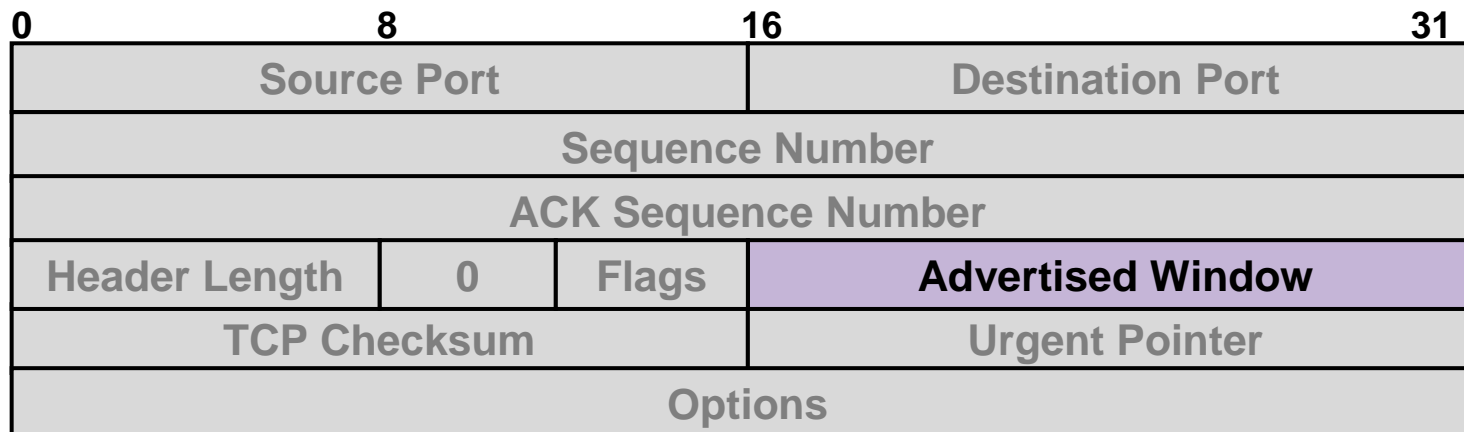 0 8 16 31
Source Port Destination Port
Sequence Number
ACK Sequence Number
Header Length 0 Flags Advertised Window
TCP Checksum Urgent Pointer
Options